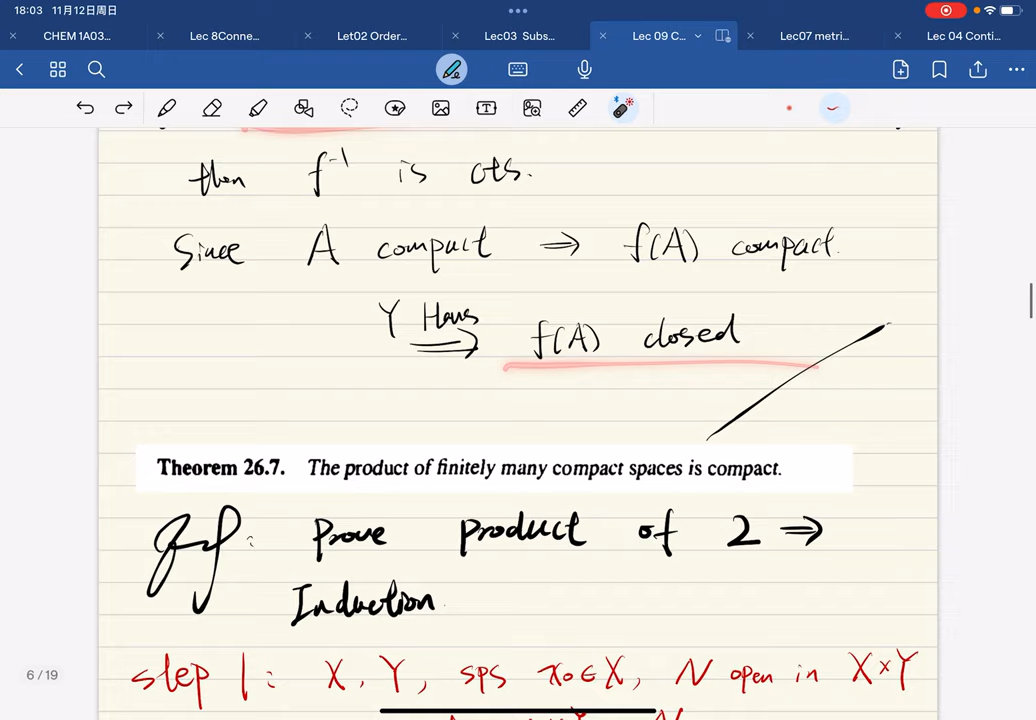 18:03 11月12日周日
CHEM 1A03...
Lec 8Conne...
Let02 Order...
Lec03 Subs...
Lec 09 C...
Lec07 metri...
Lec 04 Conti...
then f⁻¹ is cts.
Since A compact ⇒ f(A) compact.
Y Haus ⇒ f(A) closed
Theorem 26.7. The product of finitely many compact spaces is compact.
Prove product of 2 ⇒
Induction.
6 / 19
step 1: X, Y, sps x₀∈X, N open in X×Y